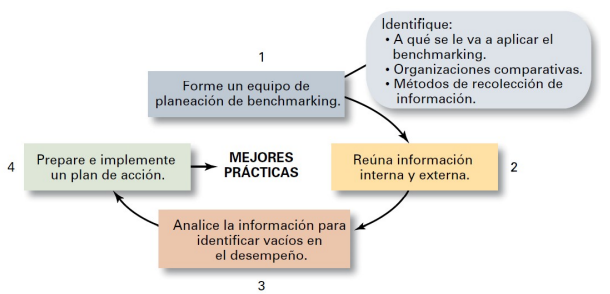 Identifique:
• A qué se le va a aplicar el
benchmarking.
• Organizaciones comparativas.
• Métodos de recolección de
información.
1
Forme un equipo de
planeación de benchmarking.
4
Prepare e implemente
un plan de acción.
MEJORES
PRÁCTICAS
Reúna información
interna y externa.
2
Analice la información para
identificar vacíos en
el desempeño.
3